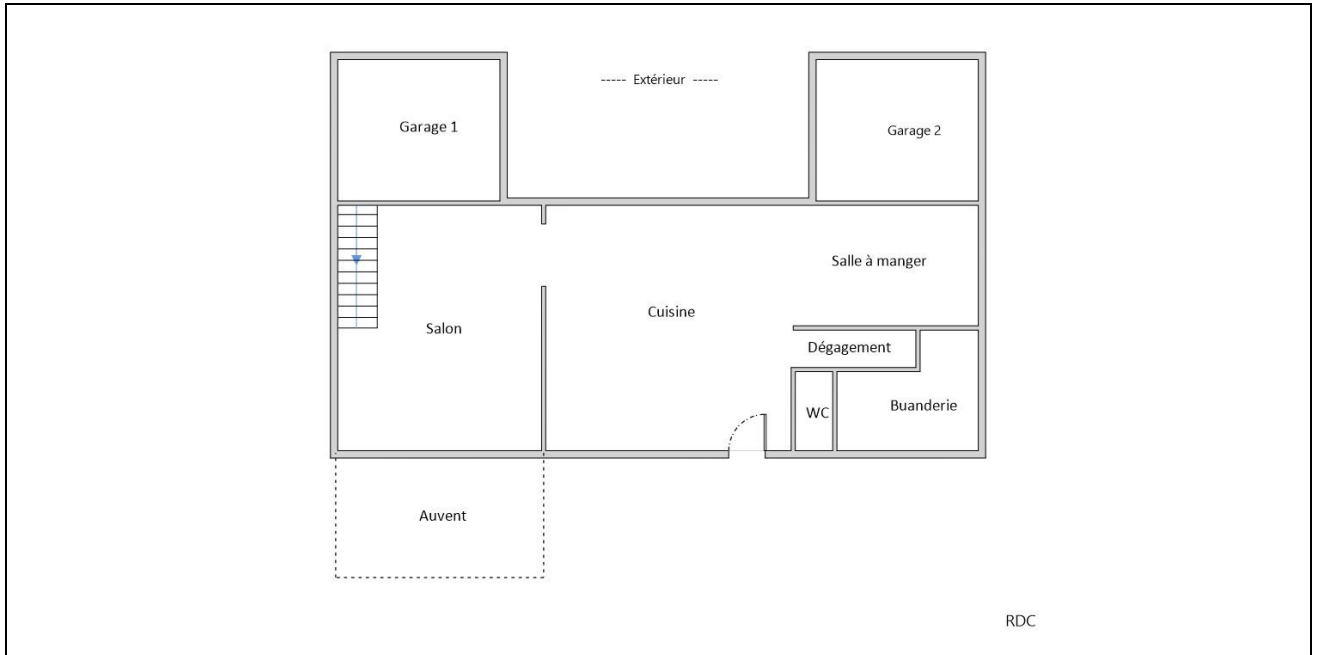 ----- Extérieur -----
Garage 1
Garage 2
Salle à manger
Cuisine
Salon
Dégagement
Buanderie
WC
Auvent
RDC